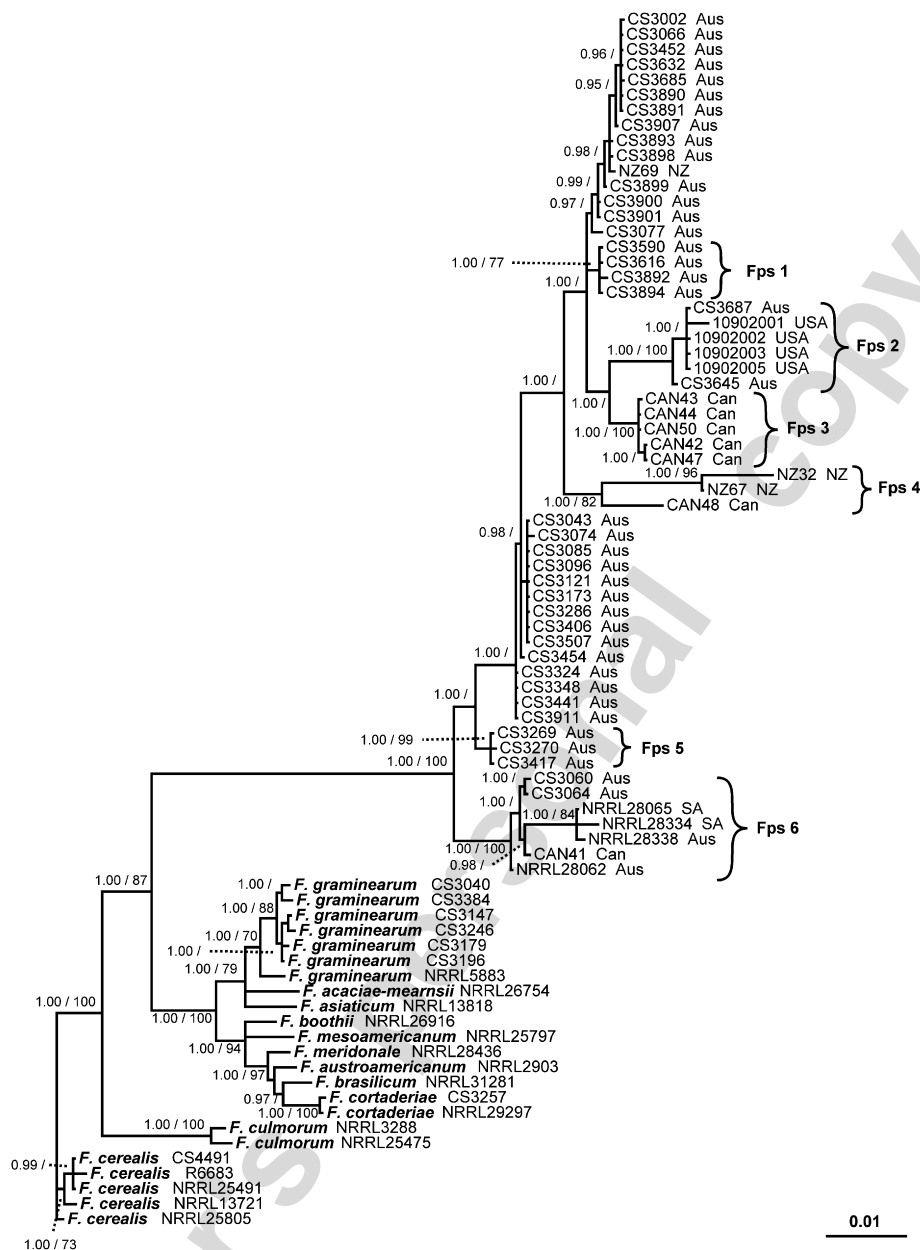 CS3002 Aus
CS3066 Aus
CS3452 Aus
0.96 /
CS3632 Aus
CS3685 Aus
0.95 /
CS3890 Aus
CS3891 Aus
CS3907 Aus
CS3893 Aus
0.98 /
CS3898 Aus
NZ69 NZ
0.99 /
CS3899 Aus
0.97 /
CS3900 Aus
CS3901 Aus
CS3077 Aus
CS3590 Aus
1.00 / 77
CS3616 Aus
Fps 1
CS3892 Aus
1.00 /
CS3894 Aus
CS3687 Aus
1.00 /
10902001 USA
10902002 USA
Fps 2
1.00 / 100
10902003 USA
10902005 USA
1.00 /
CS3645 Aus
CAN43 Can
1.00 /
CAN44 Can
1.00 / 100
CAN50 Can
Fps 3
CAN42 Can
1.00 /
CAN47 Can
1.00 / 96
NZ32 NZ
NZ67 NZ
Fps 4
1.00 / 82
CAN48 Can
CS3043 Aus
0.98 /
CS3074 Aus
CS3085 Aus
CS3096 Aus
CS3121 Aus
CS3173 Aus
CS3286 Aus
CS3406 Aus
CS3507 Aus
1.00 /
CS3454 Aus
CS3324 Aus
CS3348 Aus
1.00 /
CS3441 Aus
CS3911 Aus
CS3269 Aus
1.00 / 99
CS3270 Aus
Fps 5
1.00 / 100
CS3417 Aus
1.00 /
CS3060 Aus
CS3064 Aus
1.00 /
NRRL28065 SA
1.00 / 84
NRRL28334 SA
Fps 6
NRRL28338 Aus
1.00 / 100
CAN41 Can
0.98 /
NRRL28062 Aus
1.00 / 87
1.00 /
F. graminearum CS3040
F. graminearum CS3384
1.00 / 88
F. graminearum CS3147
F. graminearum CS3246
1.00 / 70
F. graminearum CS3179
1.00 /
F. graminearum CS3196
1.00 / 79
F. graminearum NRRL5883
F. acaciae-mearnsii NRRL26754
1.00 / 100
F. asiaticum NRRL13818
1.00 / 100
F. boothii NRRL26916
F. mesoamericanum NRRL25797
1.00 / 94
F. meridonale NRRL28436
1.00 / 97
F. austroamericanum NRRL2903
F. brasilicum NRRL31281
0.97 /
F. cortaderiae CS3257
1.00 / 100
F. cortaderiae NRRL29297
1.00 / 100
F. culmorum NRRL3288
F. culmorum NRRL25475
F. cerealis CS4491
0.99 /
F. cerealis R6683
F. cerealis NRRL25491
F. cerealis NRRL13721
F. cerealis NRRL25805
1.00 / 73
0.01
personal copy